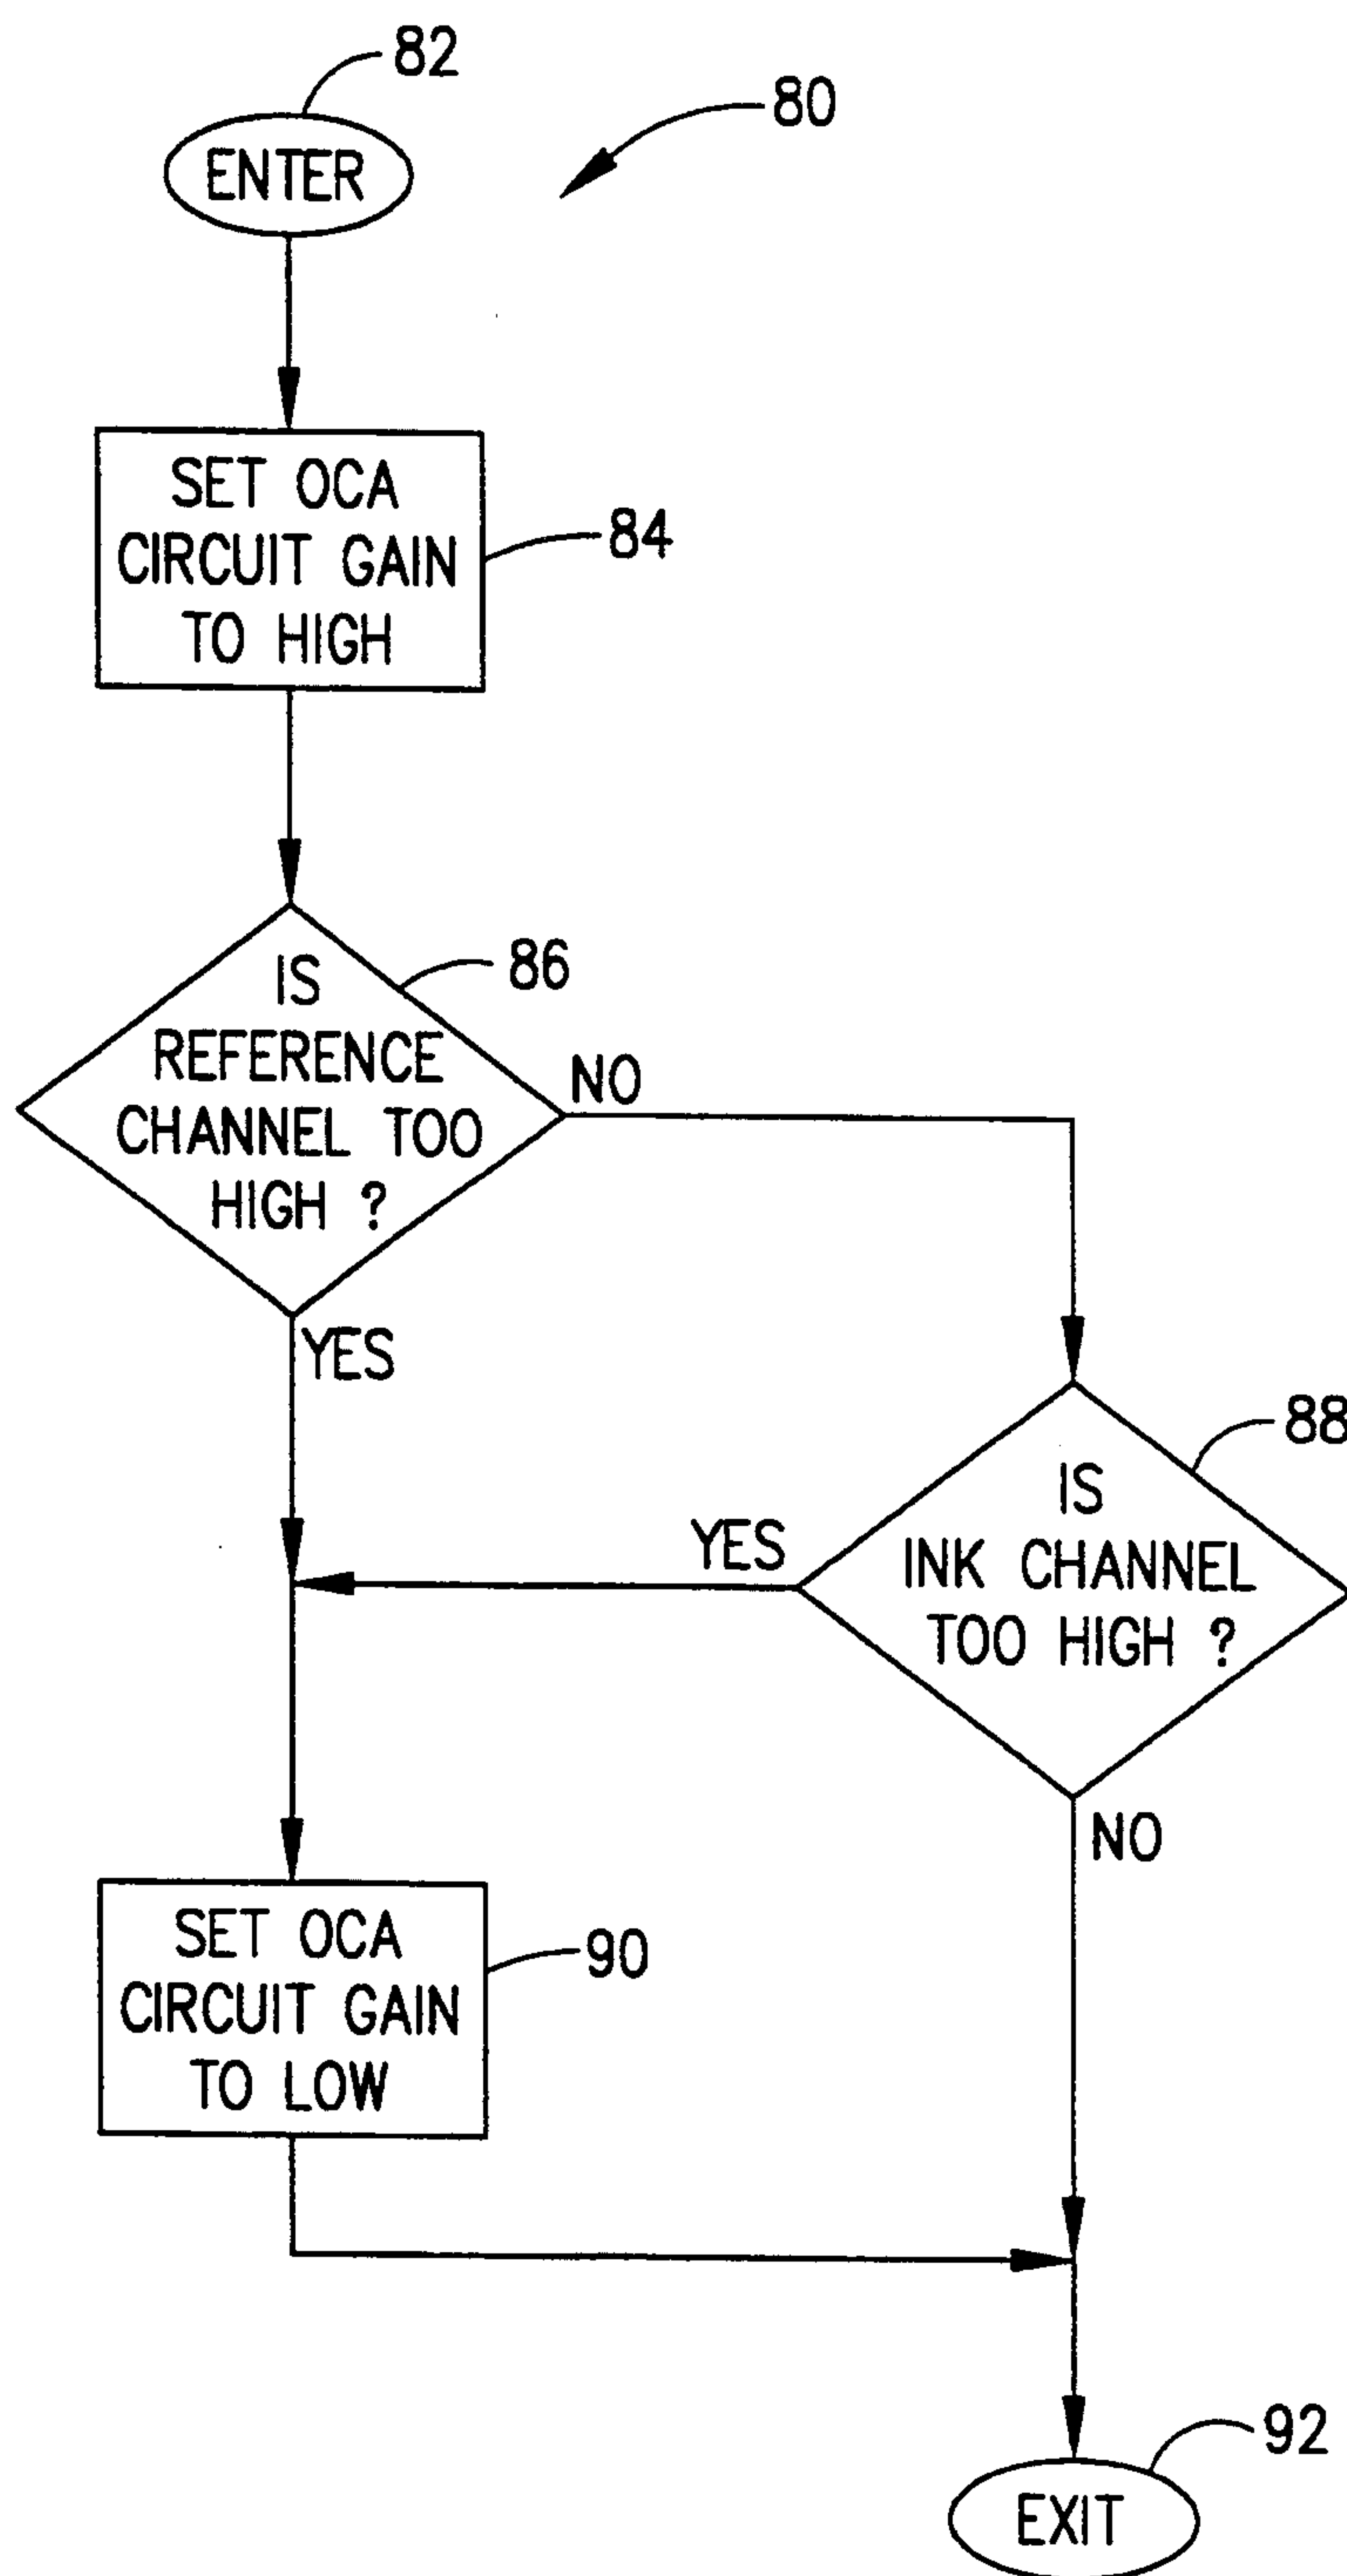 82
80
ENTER
SET OCA
CIRCUIT GAIN
TO HIGH
84
IS
REFERENCE
CHANNEL TOO
HIGH ?
86
NO
YES
88
IS
INK CHANNEL
TOO HIGH ?
YES
NO
SET OCA
CIRCUIT GAIN
TO LOW
90
92
EXIT